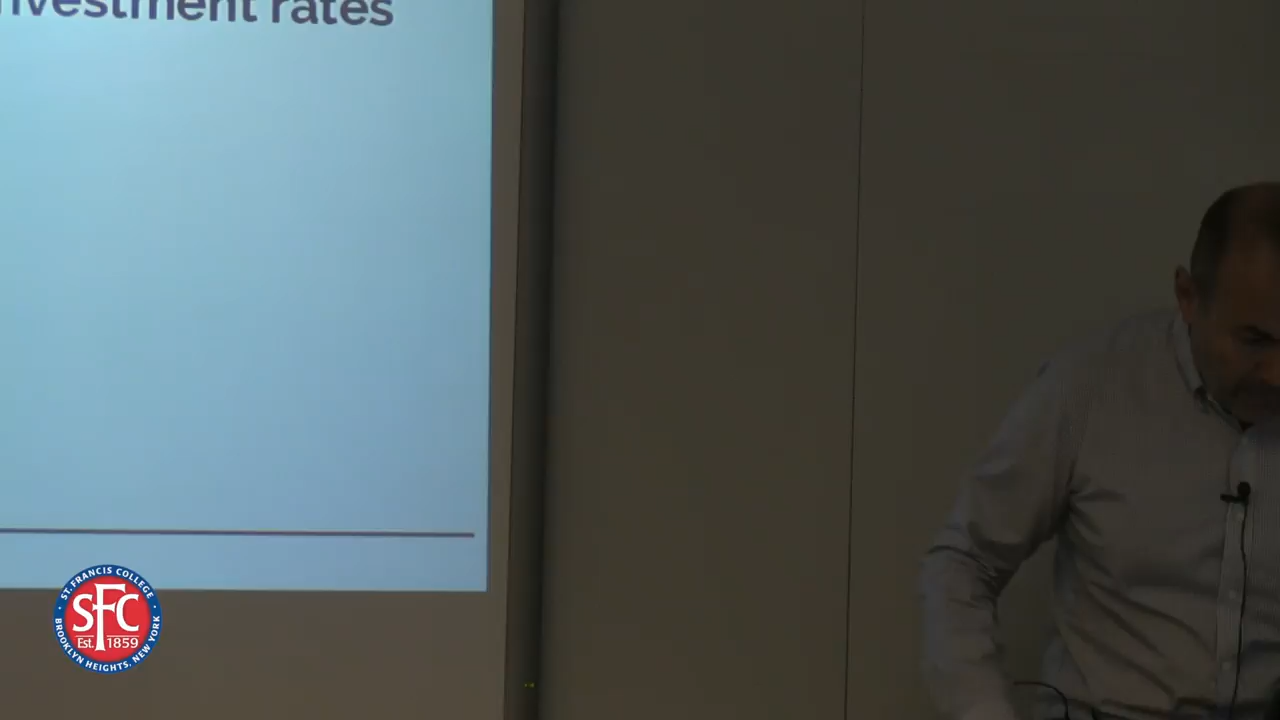 nvestment rates
ST. FRANCIS COLLEGE
SFC
Est. 1859
BROOKLYN HEIGHTS, NEW YORK